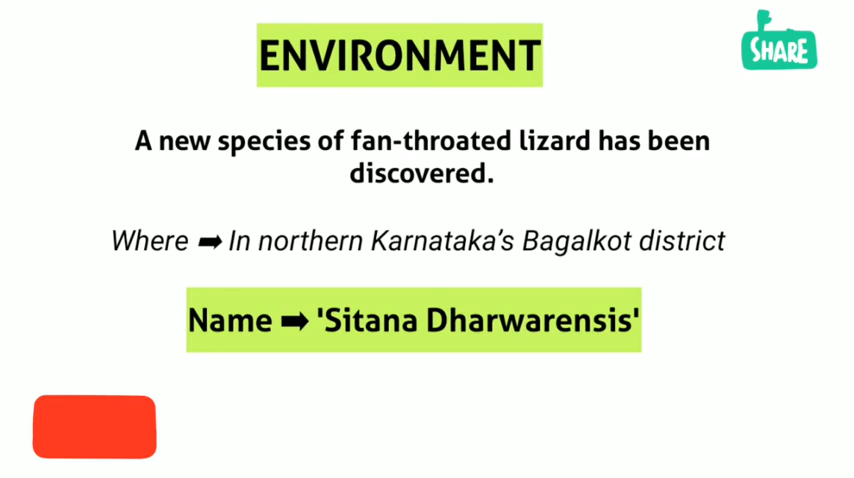 ENVIRONMENT
SHARE
A new species of fan-throated lizard has been
discovered.
Where ➡ In northern Karnataka's Bagalkot district
Name ➡ 'Sitana Dharwarensis'